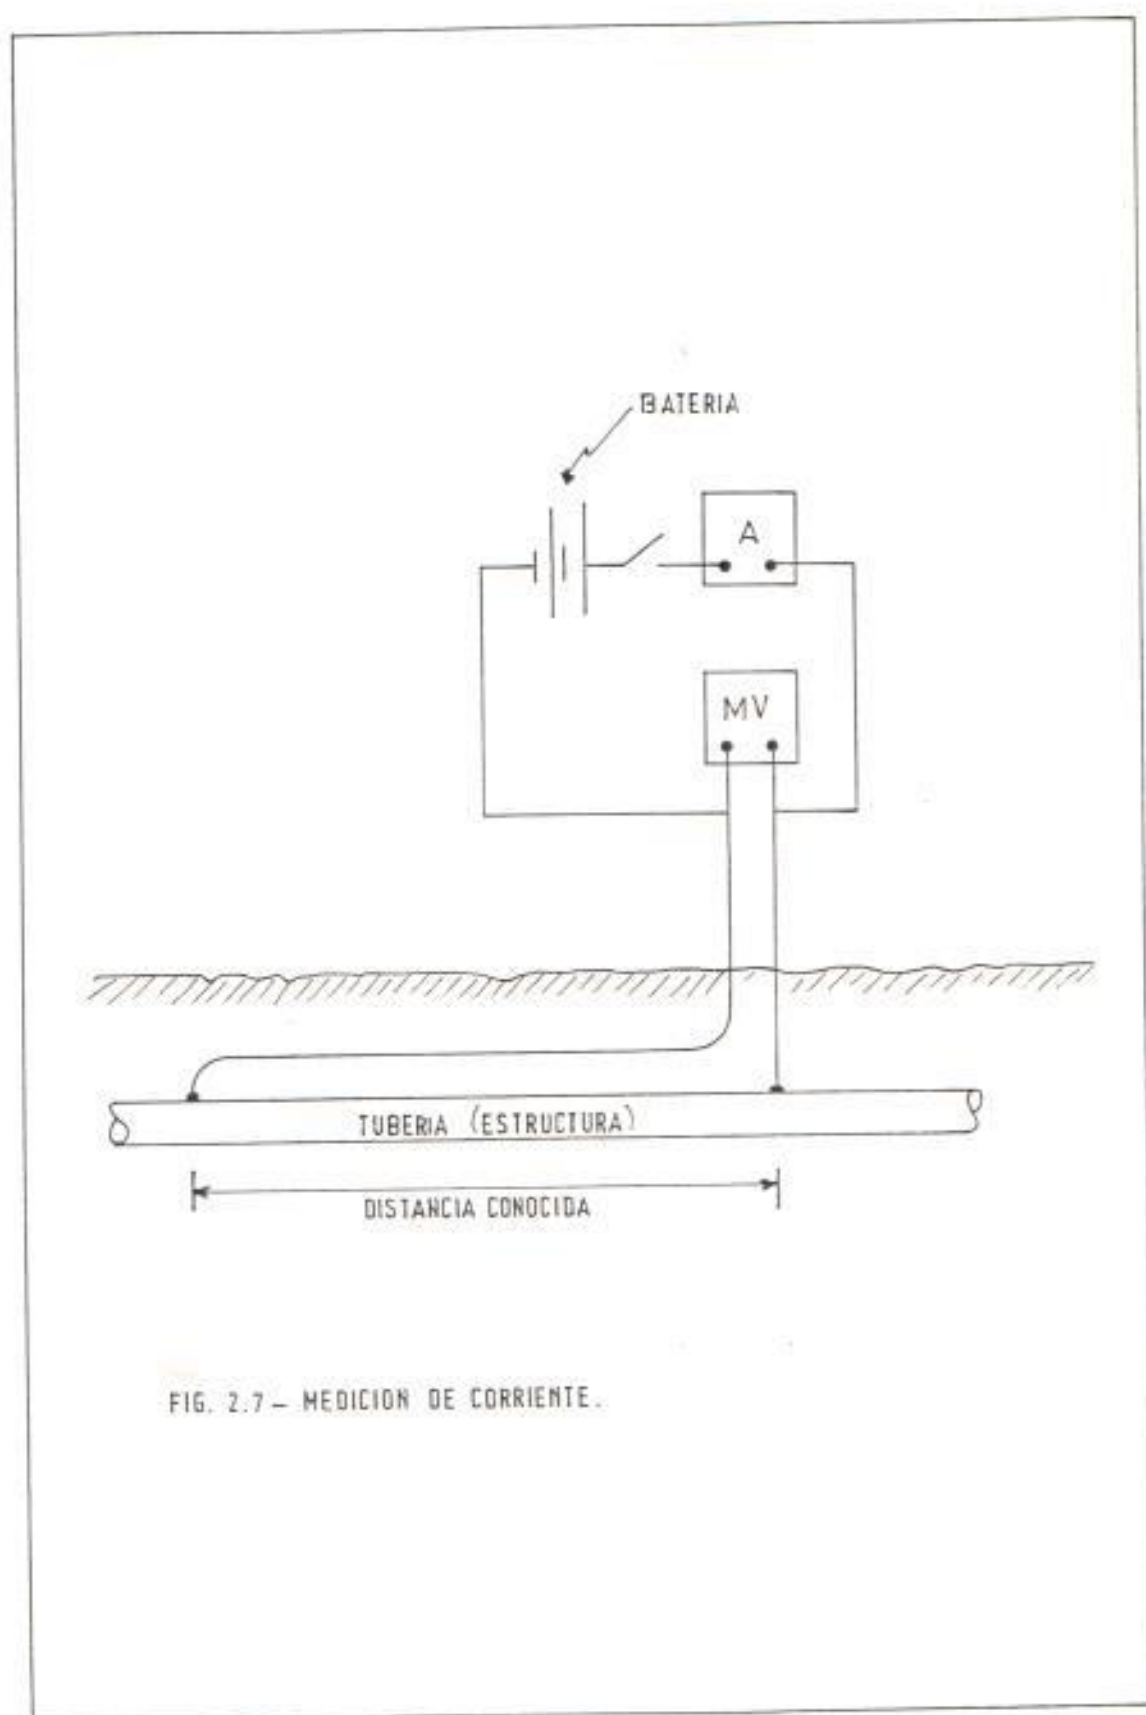 BATERIA
A
MV
TUBERIA (ESTRUCTURA)
DISTANCIA CONOCIDA
FIG. 2.7 – MEDICION DE CORRIENTE.